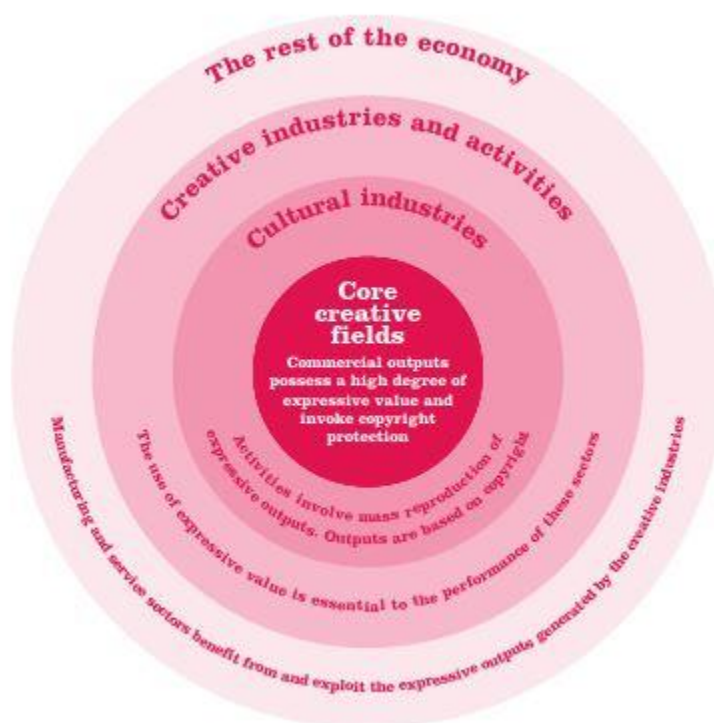 The rest of the economy
Creative industries and activities
Cultural industries
Core
creative
fields
Commercial outputs
possess a high degree of
expressive value and
invoke copyright
protection
Activities involve mass reproduction of
expressive outputs. Outputs are based on copyright
The use of expressive value is essential to the performance of these sectors
Manufacturing and service sectors benefit from and exploit the expressive outputs generated by the creative industries